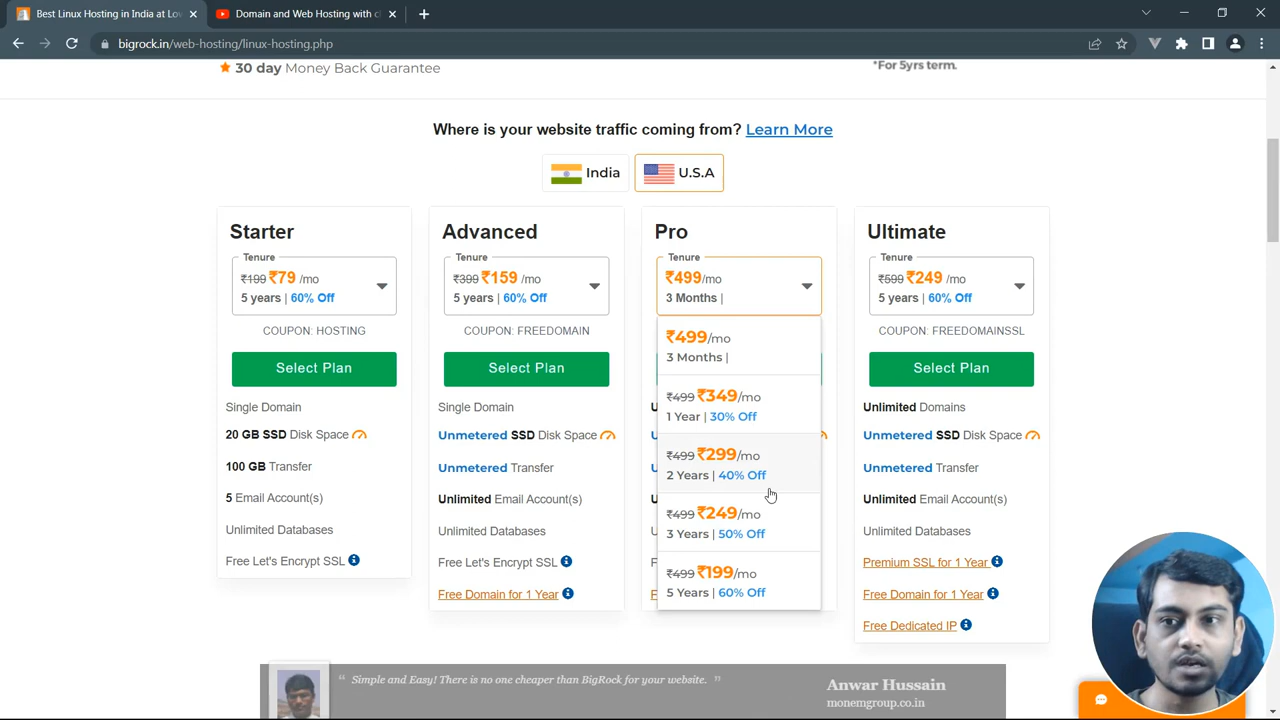 Best Linux Hosting in India at Lo
Domain and Web Hosting with c
bigrock.in/web-hosting/linux-hosting.php
30 day Money Back Guarantee
*For 5yrs term.
Where is your website traffic coming from? Learn More
India
U.S.A
Starter
Tenure
₹199 ₹79 /mo
5 years | 60% Off
COUPON: HOSTING
Select Plan
Single Domain
20 GB SSD Disk Space
100 GB Transfer
5 Email Account(s)
Unlimited Databases
Free Let's Encrypt SSL
Advanced
Tenure
₹399 ₹159 /mo
5 years | 60% Off
COUPON: FREEDOMAIN
Select Plan
Single Domain
Unmetered SSD Disk Space
Unmetered Transfer
Unlimited Email Account(s)
Unlimited Databases
Free Let's Encrypt SSL
Free Domain for 1 Year
Pro
Tenure
₹499/mo
3 Months |
₹499/mo
3 Months |
₹499 ₹349/mo
1 Year | 30% Off
₹499 ₹299/mo
2 Years | 40% Off
₹499 ₹249/mo
3 Years | 50% Off
₹499 ₹199/mo
5 Years | 60% Off
Ultimate
Tenure
₹599 ₹249 /mo
5 years | 60% Off
COUPON: FREEDOMAINSSL
Select Plan
Unlimited Domains
Unmetered SSD Disk Space
Unmetered Transfer
Unlimited Email Account(s)
Unlimited Databases
Premium SSL for 1 Year
Free Domain for 1 Year
Free Dedicated IP
“ Simple and Easy! There is no one cheaper than BigRock for your website. ”
Anwar Hussain
monemgroup.co.in